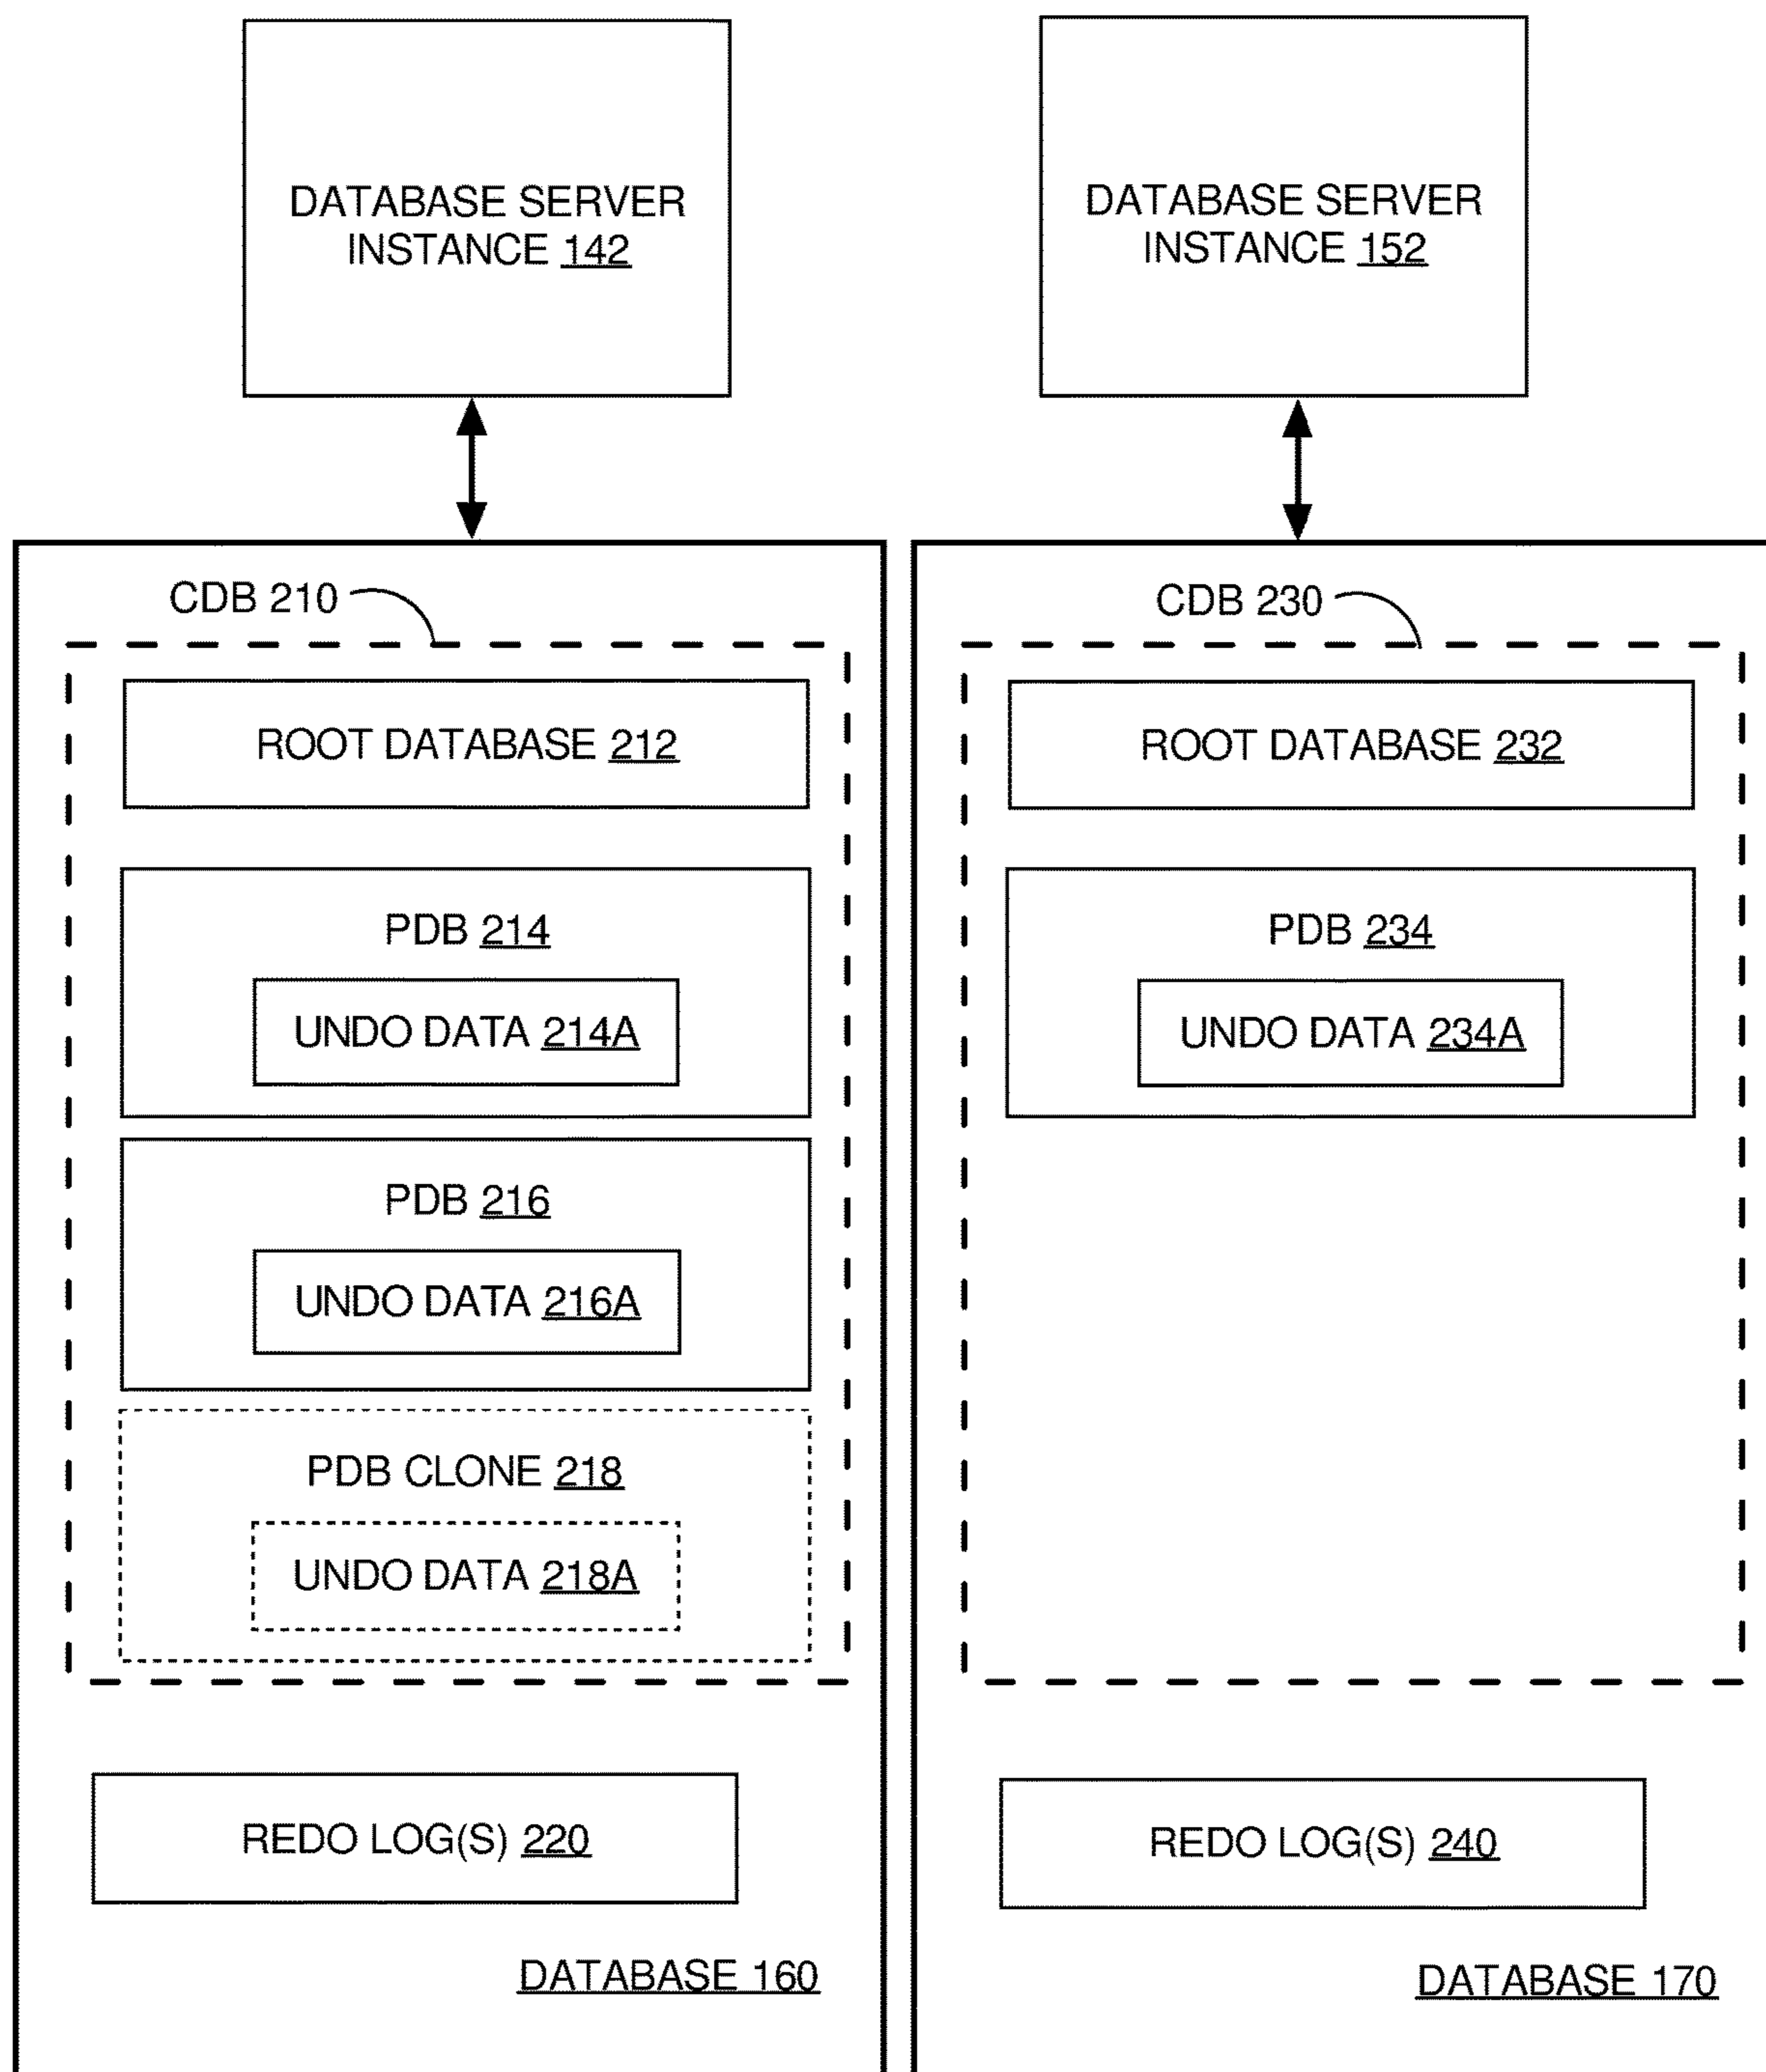 DATABASE SERVER
INSTANCE 142
DATABASE SERVER
INSTANCE 152
CDB 210
ROOT DATABASE 212
PDB 214
UNDO DATA 214A
PDB 216
UNDO DATA 216A
PDB CLONE 218
UNDO DATA 218A
REDO LOG(S) 220
DATABASE 160
CDB 230
ROOT DATABASE 232
PDB 234
UNDO DATA 234A
REDO LOG(S) 240
DATABASE 170